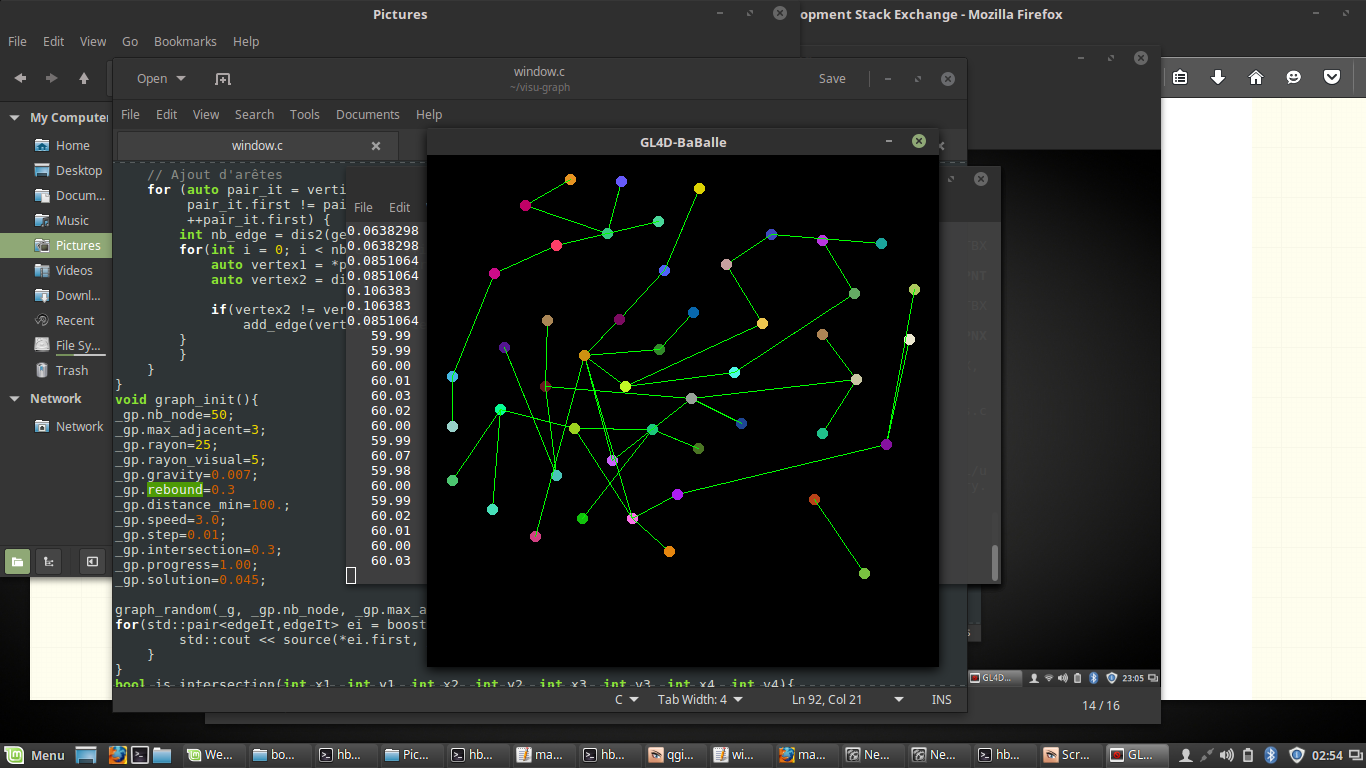 Pictures
opment Stack Exchange - Mozilla Firefox
File Edit View Go Bookmarks Help
My Compute
Home
Desktop
Docum...
Music
Pictures
Videos
Downl...
Recent
File Sy...
Trash
Network
Network
Open
window.c
~/visu-graph
Save
File Edit View Search Tools Documents Help
window.c
// Ajout d'arêtes
for (auto pair_it = verti
pair_it.first != pai
++pair_it.first) {
int nb_edge = dis2(ge
for(int i = 0; i < nb
auto vertex1 = *p
auto vertex2 = di
if(vertex2 != ver
add_edge(vert
}
}
}
}
void graph_init(){
_gp.nb_node=50;
_gp.max_adjacent=3;
_gp.rayon=25;
_gp.rayon_visual=5;
_gp.gravity=0.007;
_gp.rebound=0.3
_gp.distance_min=100.;
_gp.speed=3.0;
_gp.step=0.01;
_gp.intersection=0.3;
_gp.progress=1.00;
_gp.solution=0.045;
graph_random(_g, _gp.nb_node, _gp.max_a
for(std::pair<edgeIt,edgeIt> ei = boost
std::cout << source(*ei.first,
}
}
bool is_intersection(int x1, int y1, int x2, int y2, int x3, int y3, int x4, int y4){
C Tab Width: 4 Ln 92, Col 21 INS
File Edit
0.0638298
0.0638298
0.0851064
0.0851064
0.106383
0.106383
0.0851064
59.99
59.99
60.00
60.01
60.03
60.02
60.00
59.99
60.07
59.98
60.00
59.99
60.02
60.01
60.00
60.03
GL4D-BaBalle
GL4D...
23:05
14 / 16
Menu We... bo... hb... Pic... hb... ma... hb... qgi... wi... ma... Ne... Ne... hb... Scr... GL... 02:54